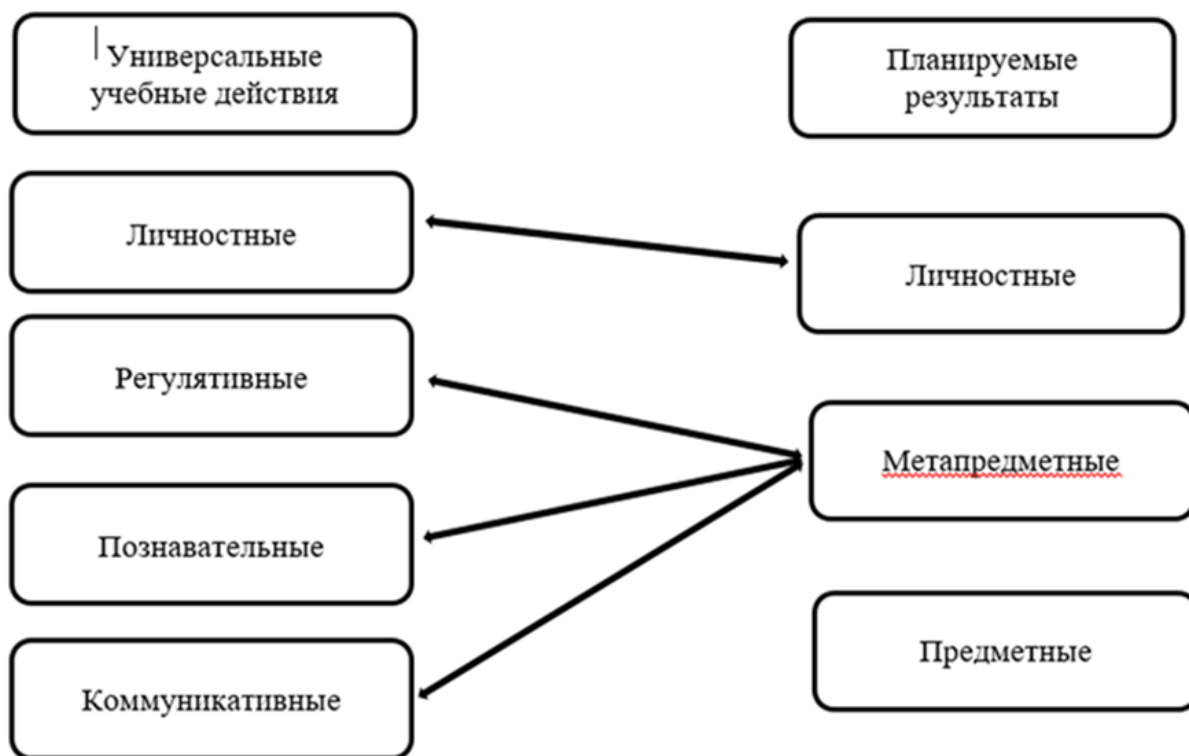 Универсальные
учебные действия
Планируемые
результаты
Личностные
Личностные
Регулятивные
Метапредметные
Познавательные
Предметные
Коммуникативные